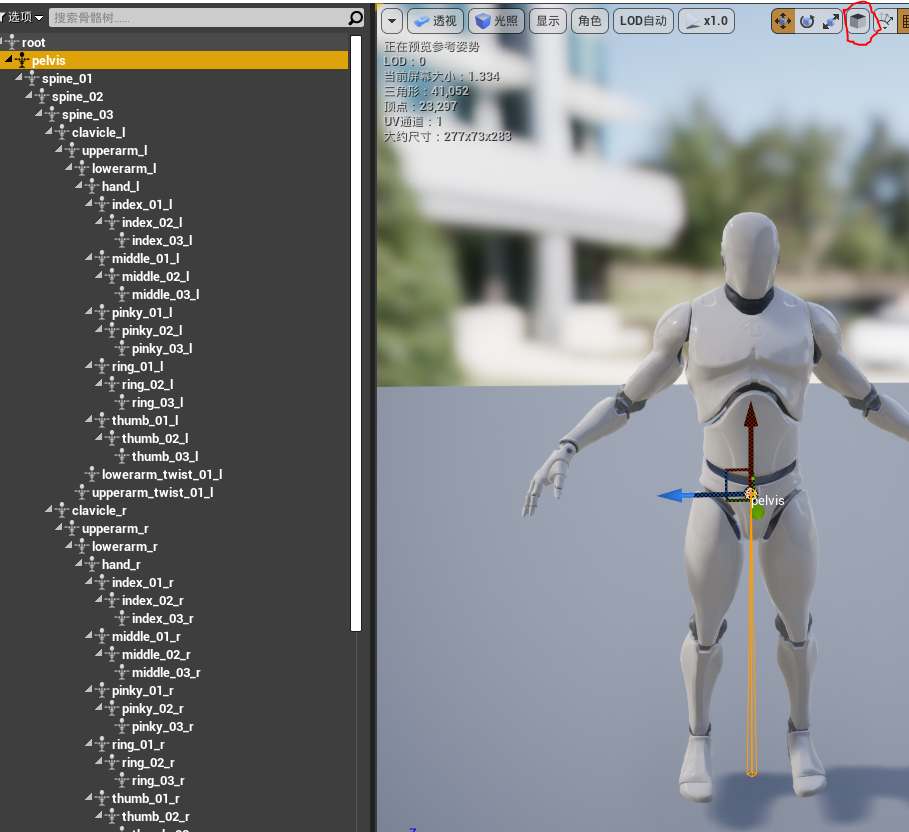 选项
搜索骨骼树......
root
pelvis
spine_01
spine_02
spine_03
clavicle_l
upperarm_l
lowerarm_l
hand_l
index_01_l
index_02_l
index_03_l
middle_01_l
middle_02_l
middle_03_l
pinky_01_l
pinky_02_l
pinky_03_l
ring_01_l
ring_02_l
ring_03_l
thumb_01_l
thumb_02_l
thumb_03_l
lowerarm_twist_01_l
upperarm_twist_01_l
clavicle_r
upperarm_r
lowerarm_r
hand_r
index_01_r
index_02_r
index_03_r
middle_01_r
middle_02_r
middle_03_r
pinky_01_r
pinky_02_r
pinky_03_r
ring_01_r
ring_02_r
ring_03_r
thumb_01_r
thumb_02_r
透视 光照 显示 角色 LOD自动 x1.0
正在预览参考姿势
LOD：0
当前屏幕大小：1.334
三角形：41,052
顶点：23,297
UV通道：1
大约尺寸：277x73x283
pelvis